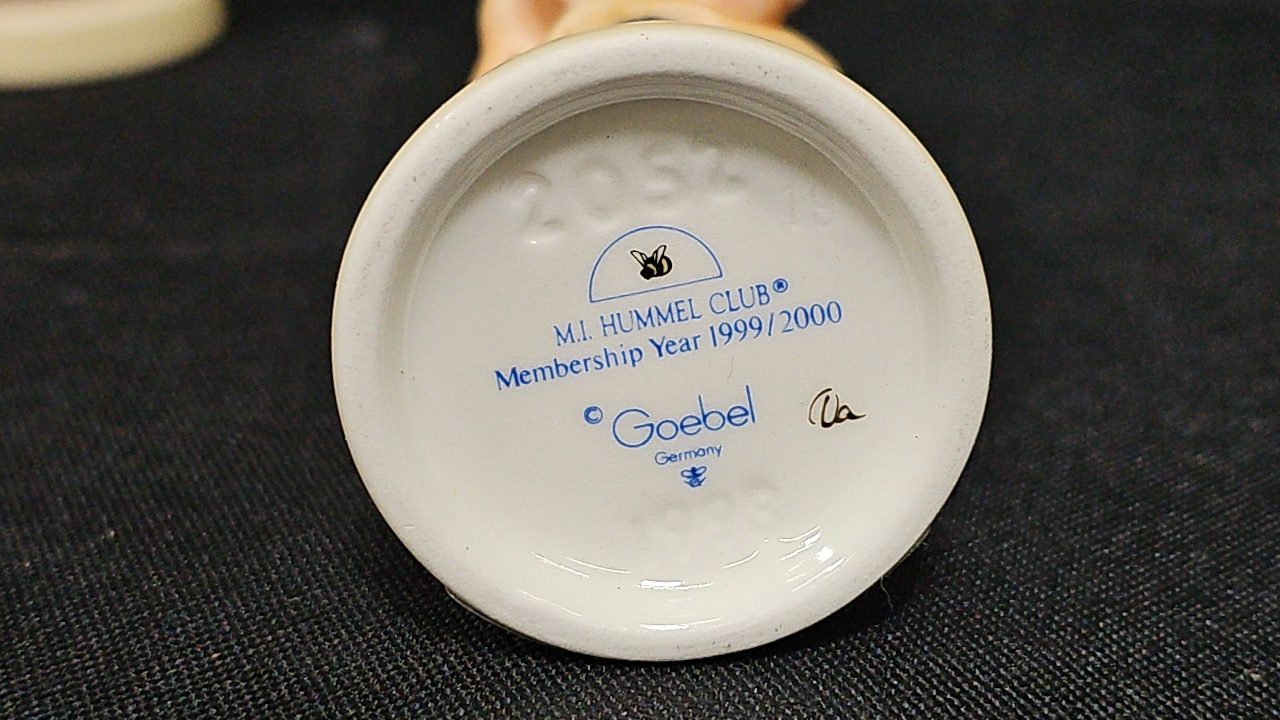 M.I. HUMMEL CLUB®
Membership Year 1999/2000
© Goebel
Germany